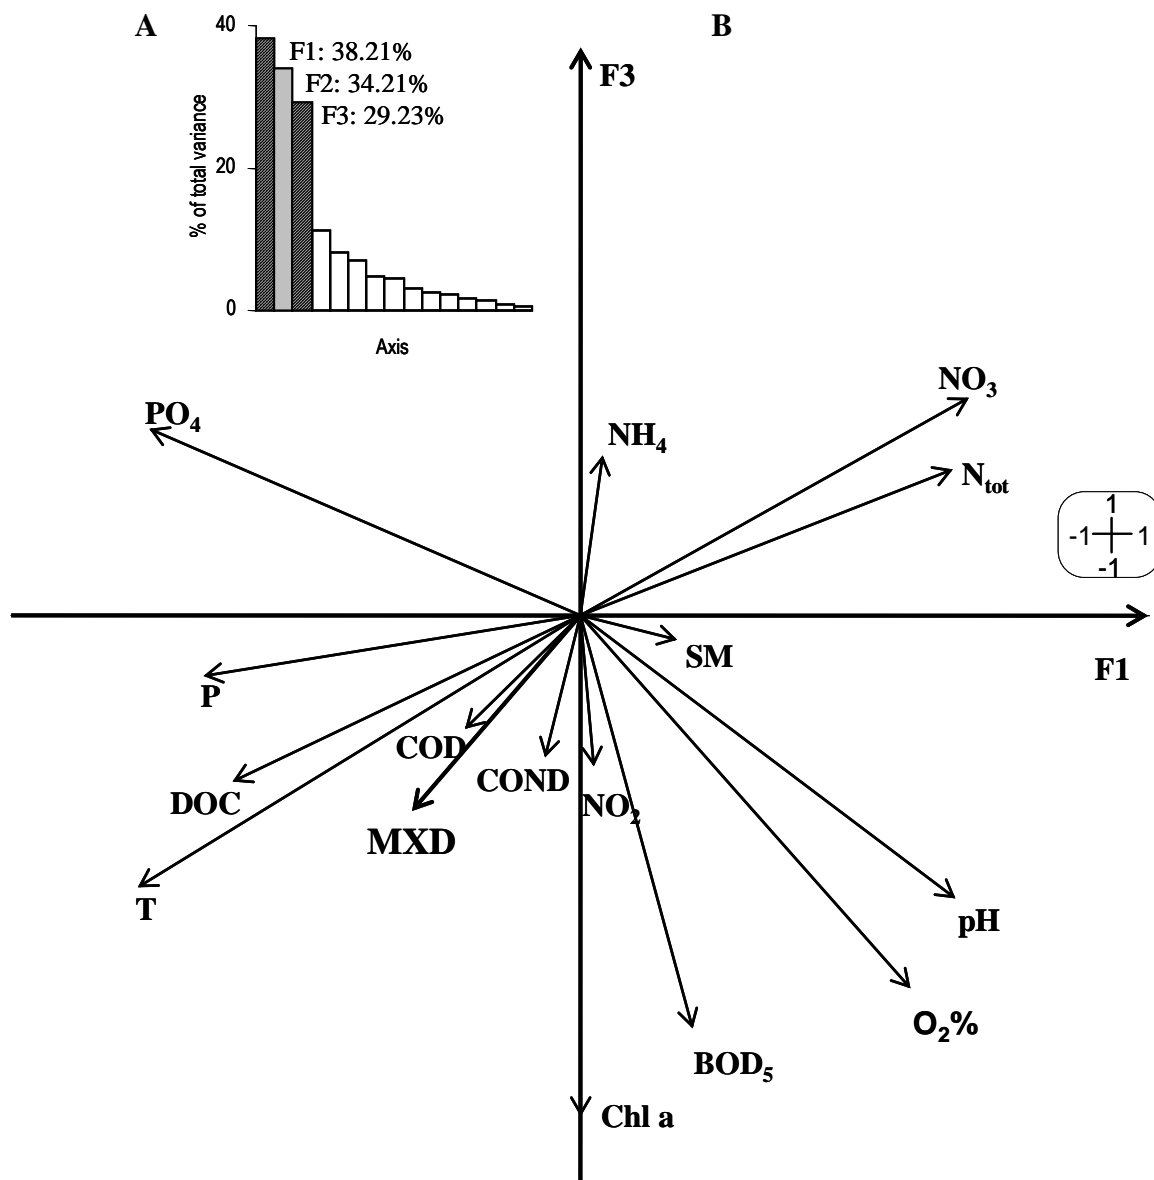 A
B
40
F1: 38.21%
F2: 34.21%
F3: 29.23%
% of total variance
20
0
Axis
F3
NO₃
PO₄
NH₄
Nₜₒₜ
1
-1 1
-1
SM
F1
P
COD
COND
DOC
NO₂
MXD
T
pH
O₂%
BOD₅
Chl a